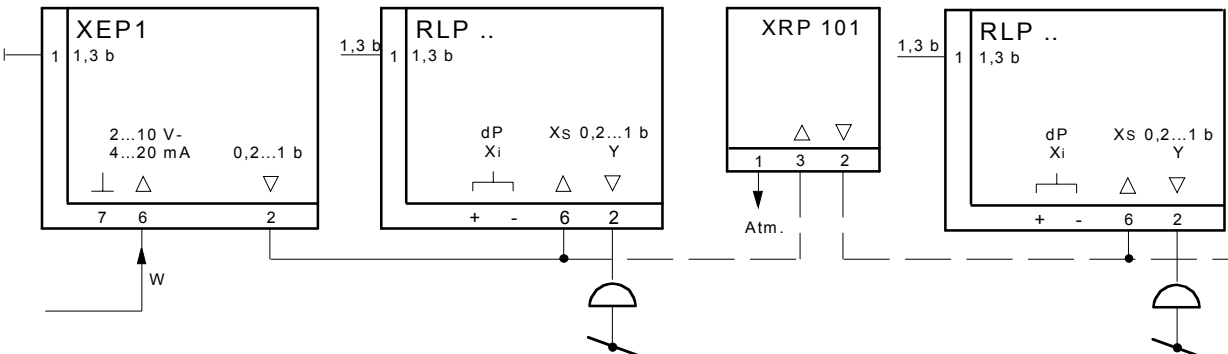 XEP1
1 1,3 b
2...10 V-
4...20 mA 0,2...1 b
7 6 2
W
1,3 b
RLP ..
1 1,3 b
dP Xs 0,2...1 b
Xi Y
+ - 6 2
XRP 101
1 3 2
Atm.
1,3 b
RLP ..
1 1,3 b
dP Xs 0,2...1 b
Xi Y
+ - 6 2